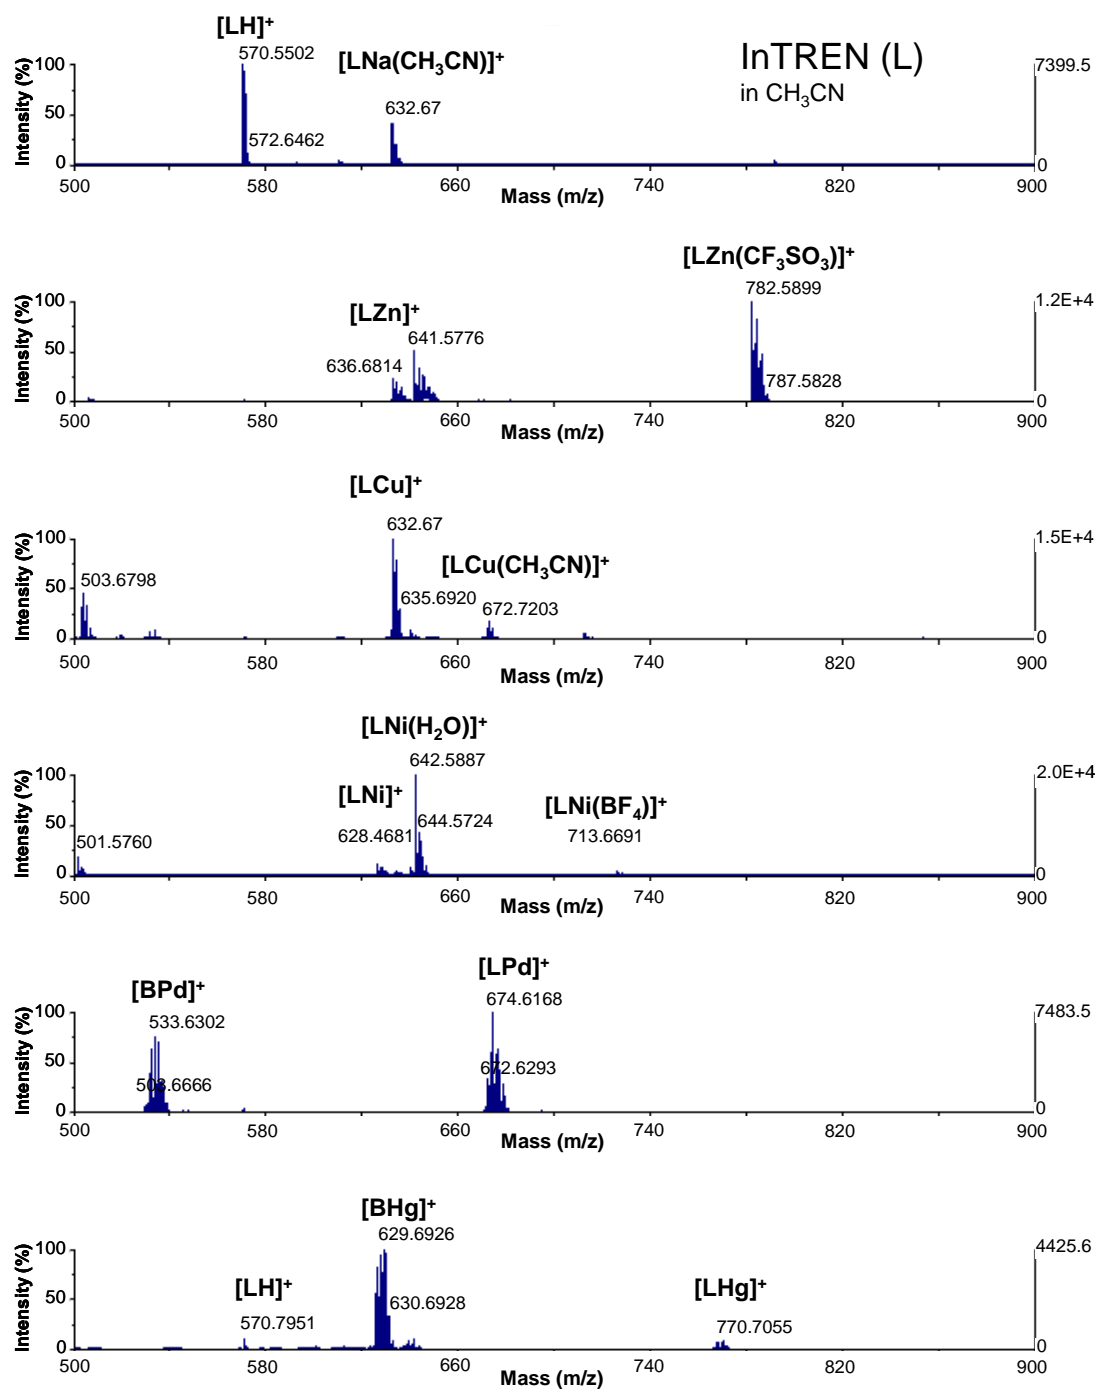 [LH]+
570.5502
[LNa(CH3CN)]+
InTREN (L)
in CH3CN
632.67
572.6462
Intensity (%)
100
50
0
7399.5
0
500 580 660 740 820 900
Mass (m/z)
[LZn(CF3SO3)]+
782.5899
[LZn]+
641.5776
636.6814
787.5828
Intensity (%)
100
50
0
1.2E+4
0
500 580 660 740 820 900
Mass (m/z)
[LCu]+
632.67
[LCu(CH3CN)]+
503.6798
635.6920
672.7203
Intensity (%)
100
50
0
1.5E+4
0
500 580 660 740 820 900
Mass (m/z)
[LNi(H2O)]+
642.5887
[LNi]+
[LNi(BF4)]+
501.5760
628.4681
644.5724
713.6691
Intensity (%)
100
50
0
2.0E+4
0
500 580 660 740 820 900
Mass (m/z)
[LPd]+
[BPd]+
674.6168
533.6302
672.6293
503.6666
Intensity (%)
100
50
0
7483.5
0
500 580 660 740 820 900
Mass (m/z)
[BHg]+
629.6926
[LH]+
[LHg]+
570.7951
630.6928
770.7055
Intensity (%)
100
50
0
4425.6
0
500 580 660 740 820 900
Mass (m/z)